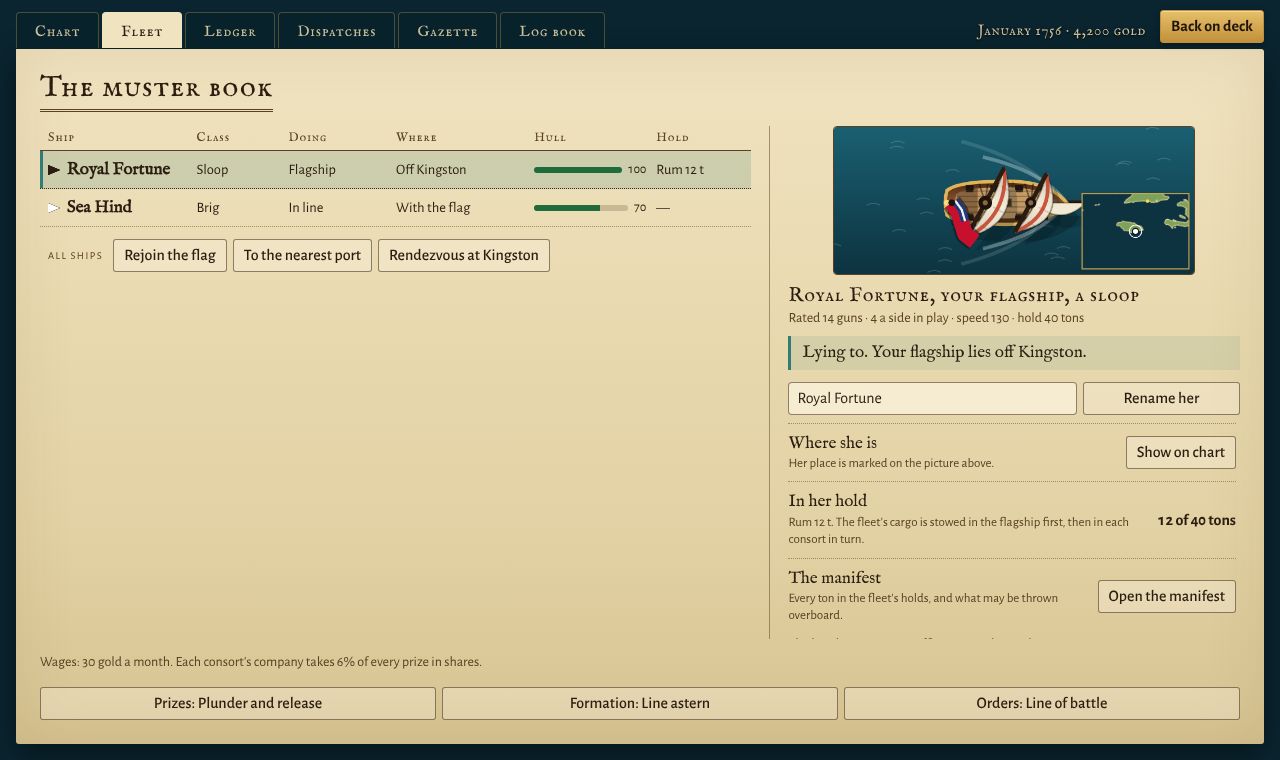 Chart Fleet Ledger Dispatches Gazette Log book January 1756 · 4,200 gold Back on deck
The muster book
Ship Class Doing Where Hull Hold
Royal Fortune Sloop Flagship Off Kingston 100 Rum 12 t
Sea Hind Brig In line With the flag 70 —
ALL SHIPS Rejoin the flag To the nearest port Rendezvous at Kingston
Royal Fortune, your flagship, a sloop
Rated 14 guns · 4 a side in play · speed 130 · hold 40 tons
Lying to. Your flagship lies off Kingston.
Royal Fortune Rename her
Where she is
Her place is marked on the picture above.
Show on chart
In her hold
Rum 12 t. The fleet's cargo is stowed in the flagship first, then in each
consort in turn.
12 of 40 tons
The manifest
Every ton in the fleet's holds, and what may be thrown
overboard.
Open the manifest
Wages: 30 gold a month. Each consort's company takes 6% of every prize in shares.
Prizes: Plunder and release Formation: Line astern Orders: Line of battle